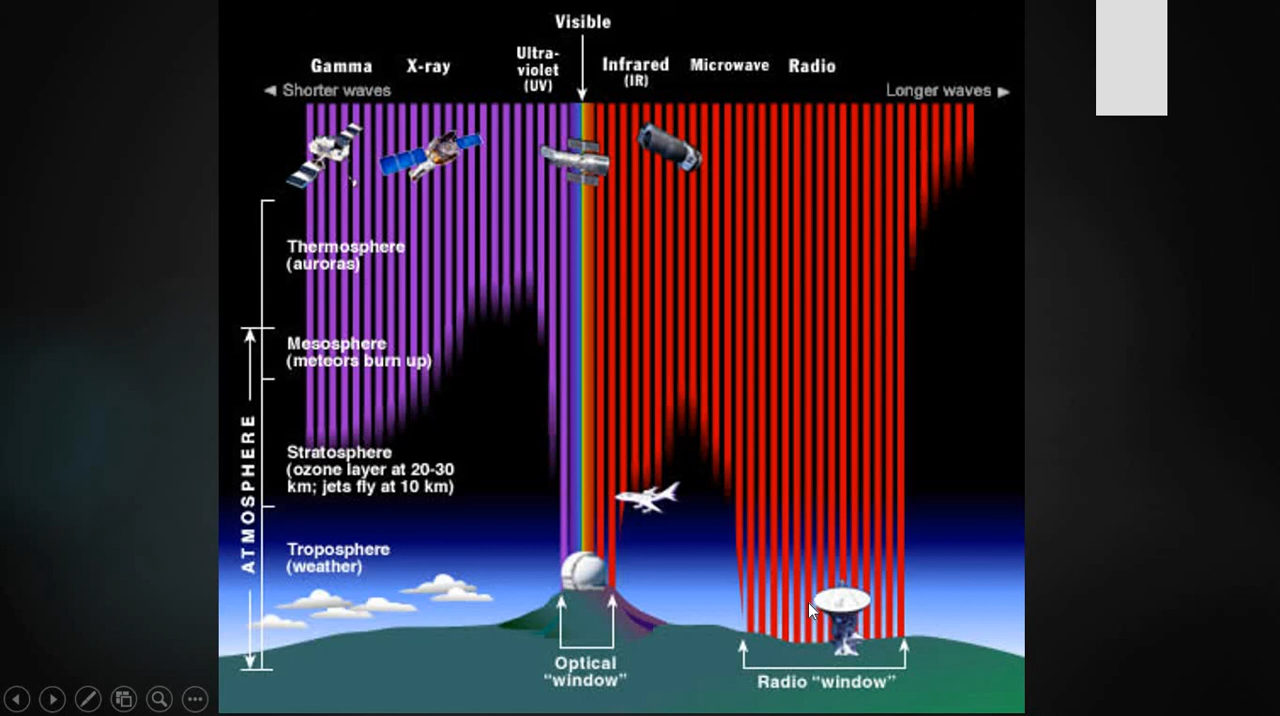 Visible
Gamma
X-ray
Ultra-
violet
(UV)
Infrared
(IR)
Microwave
Radio
◄ Shorter waves
Longer waves ►
Thermosphere
(auroras)
Mesosphere
(meteors burn up)
Stratosphere
(ozone layer at 20-30
km; jets fly at 10 km)
ATMOSPHERE
Troposphere
(weather)
Optical
“window”
Radio “window”